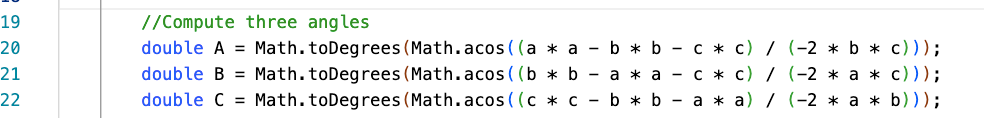 19 //Compute three angles
20 double A = Math.toDegrees(Math.acos((a * a - b * b - c * c) / (-2 * b * c)));
21 double B = Math.toDegrees(Math.acos((b * b - a * a - c * c) / (-2 * a * c)));
22 double C = Math.toDegrees(Math.acos((c * c - b * b - a * a) / (-2 * a * b)));